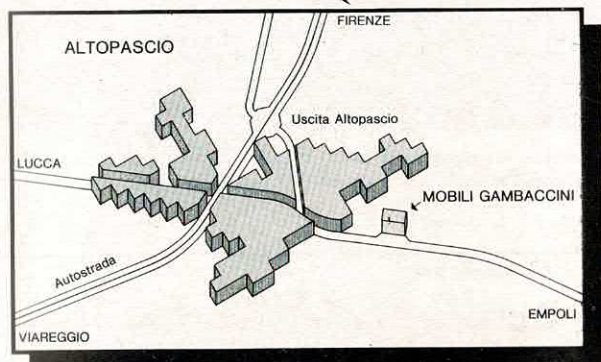 FIRENZE
ALTOPASCIO
Uscita Altopascio
LUCCA
MOBILI GAMBACCINI
Autostrada
EMPOLI
VIAREGGIO